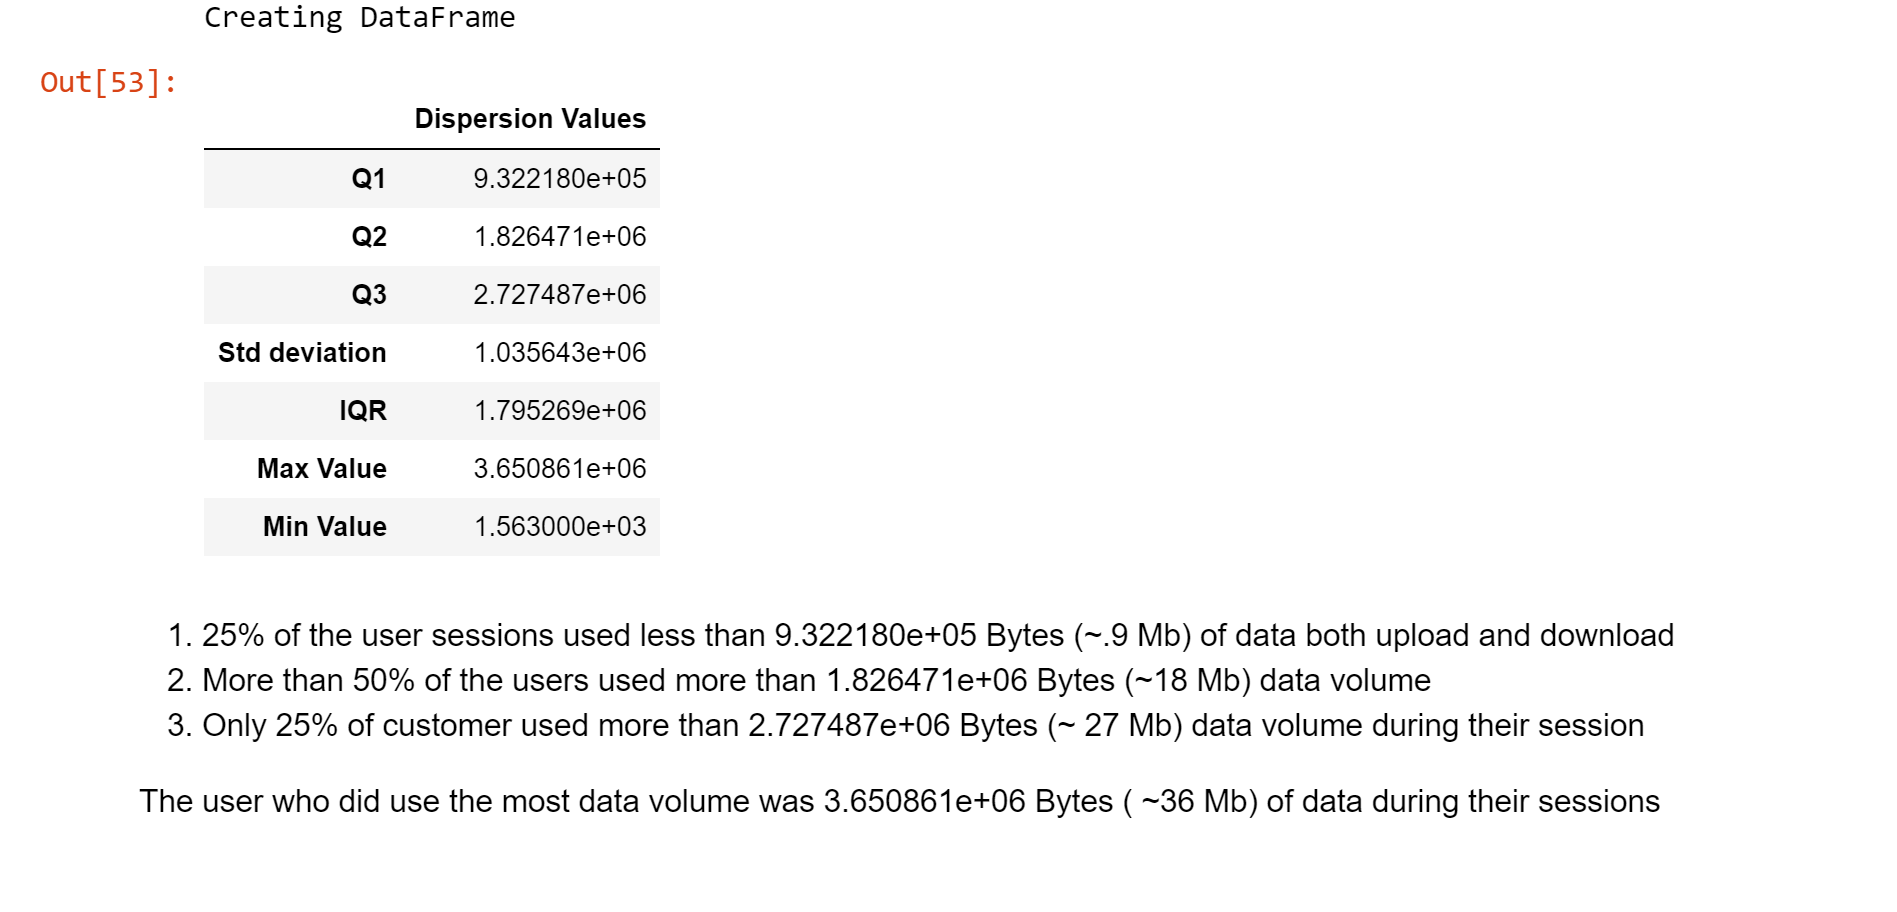 Creating DataFrame
Out[53]:
Dispersion Values
Q1 9.322180e+05
Q2 1.826471e+06
Q3 2.727487e+06
Std deviation 1.035643e+06
IQR 1.795269e+06
Max Value 3.650861e+06
Min Value 1.563000e+03
1. 25% of the user sessions used less than 9.322180e+05 Bytes (~.9 Mb) of data both upload and download
2. More than 50% of the users used more than 1.826471e+06 Bytes (~18 Mb) data volume
3. Only 25% of customer used more than 2.727487e+06 Bytes (~ 27 Mb) data volume during their session
The user who did use the most data volume was 3.650861e+06 Bytes ( ~36 Mb) of data during their sessions